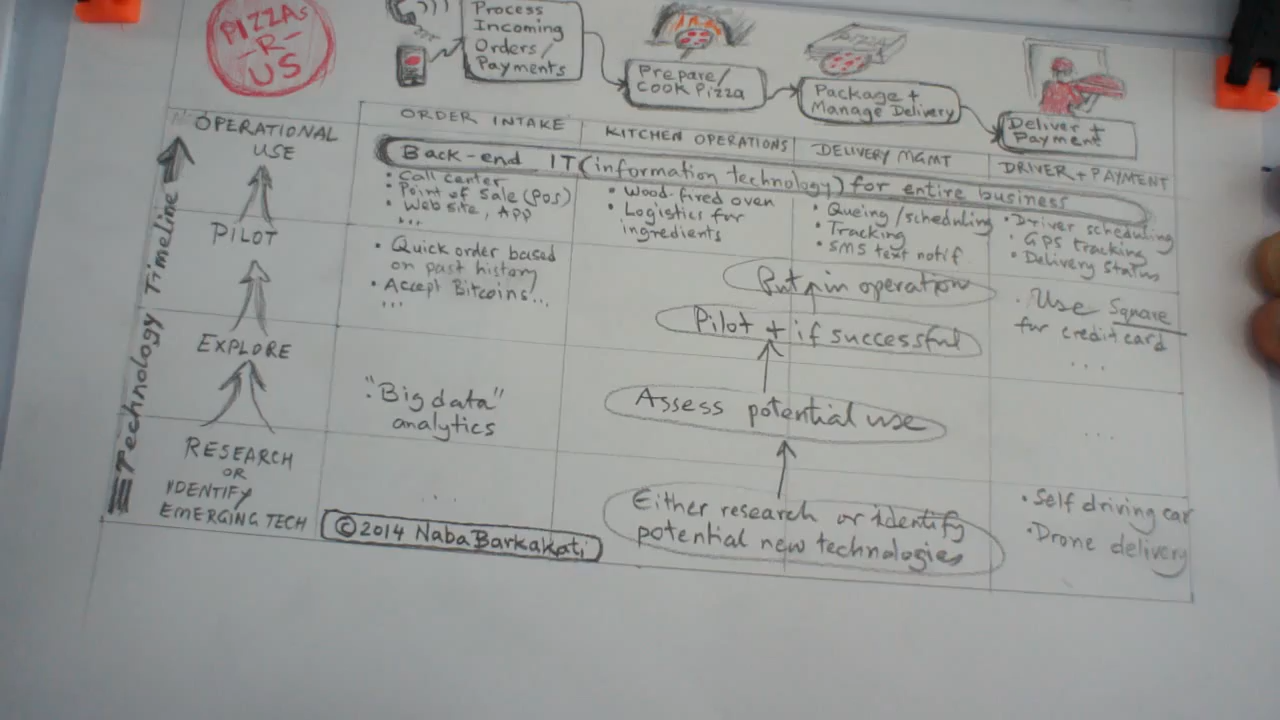 PIZZAS
-R-
US
Process
Incoming
Orders/
Payments
Prepare/
Cook Pizza
Package +
Manage Delivery
Deliver +
Payment
ORDER INTAKE
KITCHEN OPERATIONS
DELIVERY MGMT
DRIVER + PAYMENT
Technology Timeline
OPERATIONAL
USE
Back-end IT (information technology) for entire business
• Call center
• Point of Sale (POS)
• Web site, App
...
• Wood-fired oven
• Logistics for
ingredients
• Queing/scheduling
• Tracking
• SMS text notif.
• Driver scheduling
• GPS tracking
• Delivery status
PILOT
• Quick order based
on past history
• Accept Bitcoins...
...
Put in operation
Pilot + if successful
• Use Square
for credit card
...
EXPLORE
• "Big data"
analytics
Assess potential use
...
RESEARCH
OR
IDENTIFY
EMERGING TECH
...
Either research or identify
potential new technologies
• Self driving car
• Drone delivery
© 2014 Naba Barkakati